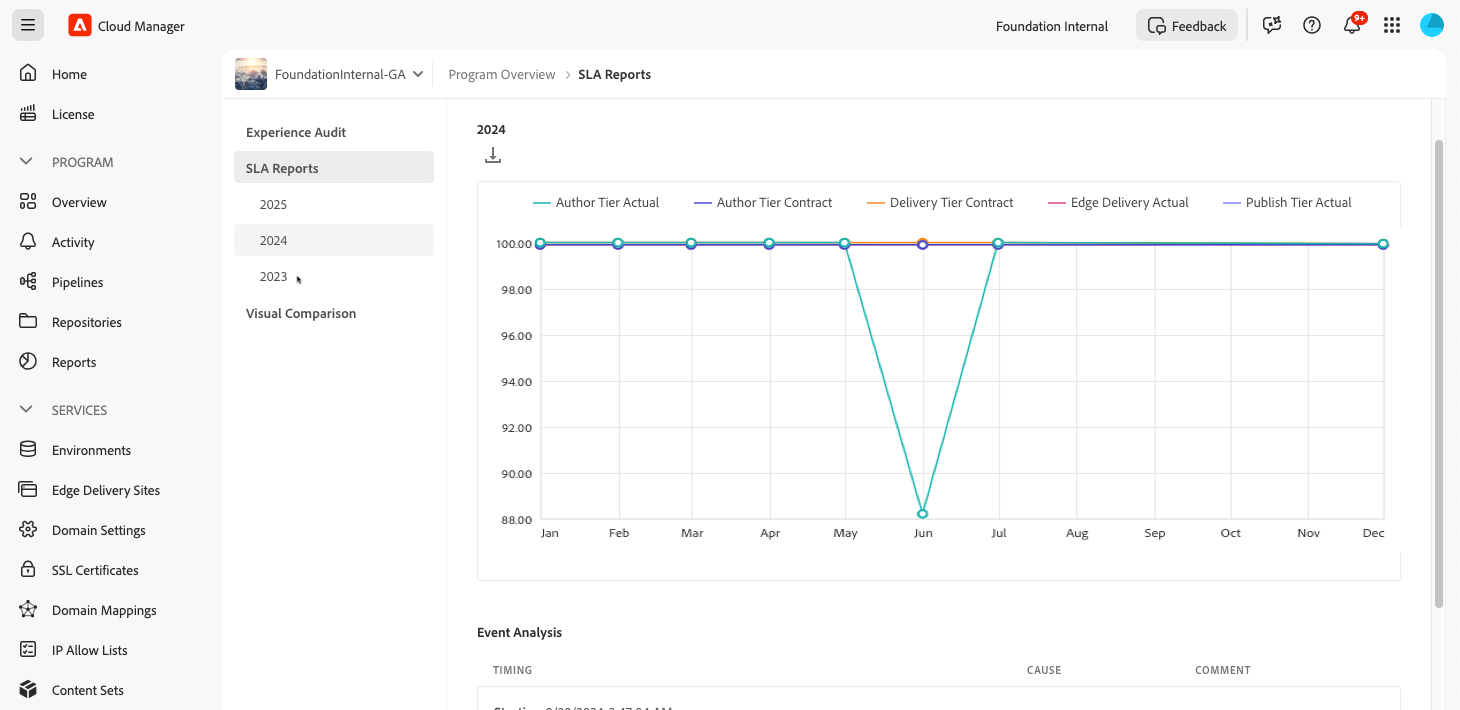 Cloud Manager
Foundation Internal
Feedback
9+
Home
License
PROGRAM
Overview
Activity
Pipelines
Repositories
Reports
SERVICES
Environments
Edge Delivery Sites
Domain Settings
SSL Certificates
Domain Mappings
IP Allow Lists
Content Sets
FoundationInternal-GA
Program Overview > SLA Reports
Experience Audit
SLA Reports
2025
2024
2023
Visual Comparison
2024
Author Tier Actual Author Tier Contract Delivery Tier Contract Edge Delivery Actual Publish Tier Actual
100.00
98.00
96.00
94.00
92.00
90.00
88.00
Jan Feb Mar Apr May Jun Jul Aug Sep Oct Nov Dec
Event Analysis
TIMING CAUSE COMMENT